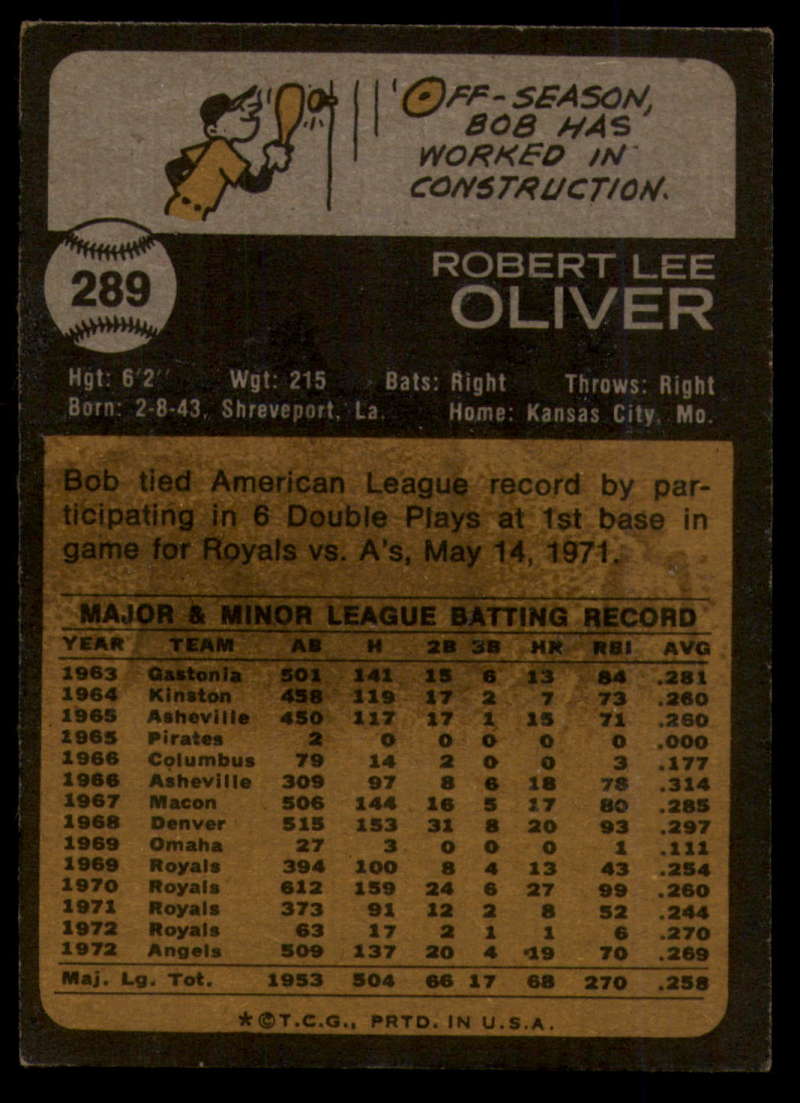 OFF-SEASON,
BOB HAS
WORKED IN
CONSTRUCTION.
289
ROBERT LEE
OLIVER
Hgt: 6'2" Wgt: 215 Bats: Right Throws: Right
Born: 2-8-43, Shreveport, La. Home: Kansas City, Mo.
Bob tied American League record by par-
ticipating in 6 Double Plays at 1st base in
game for Royals vs. A's, May 14, 1971.
MAJOR & MINOR LEAGUE BATTING RECORD
YEAR TEAM AB H 2B 3B HR RBI AVG
1963 Gastonia 501 141 15 6 13 84 .281
1964 Kinston 458 119 17 2 7 73 .260
1965 Asheville 450 117 17 1 15 71 .260
1965 Pirates 2 0 0 0 0 0 .000
1966 Columbus 79 14 2 0 0 3 .177
1966 Asheville 309 97 8 6 18 78 .314
1967 Macon 506 144 16 5 17 80 .285
1968 Denver 515 153 31 8 20 93 .297
1969 Omaha 27 3 0 0 0 1 .111
1969 Royals 394 100 8 4 13 43 .254
1970 Royals 612 159 24 6 27 99 .260
1971 Royals 373 91 12 2 8 52 .244
1972 Royals 63 17 2 1 1 6 .270
1972 Angels 509 137 20 4 19 70 .269
Maj. Lg. Tot. 1953 504 66 17 68 270 .258
*©T.C.G., PRTD. IN U.S.A.